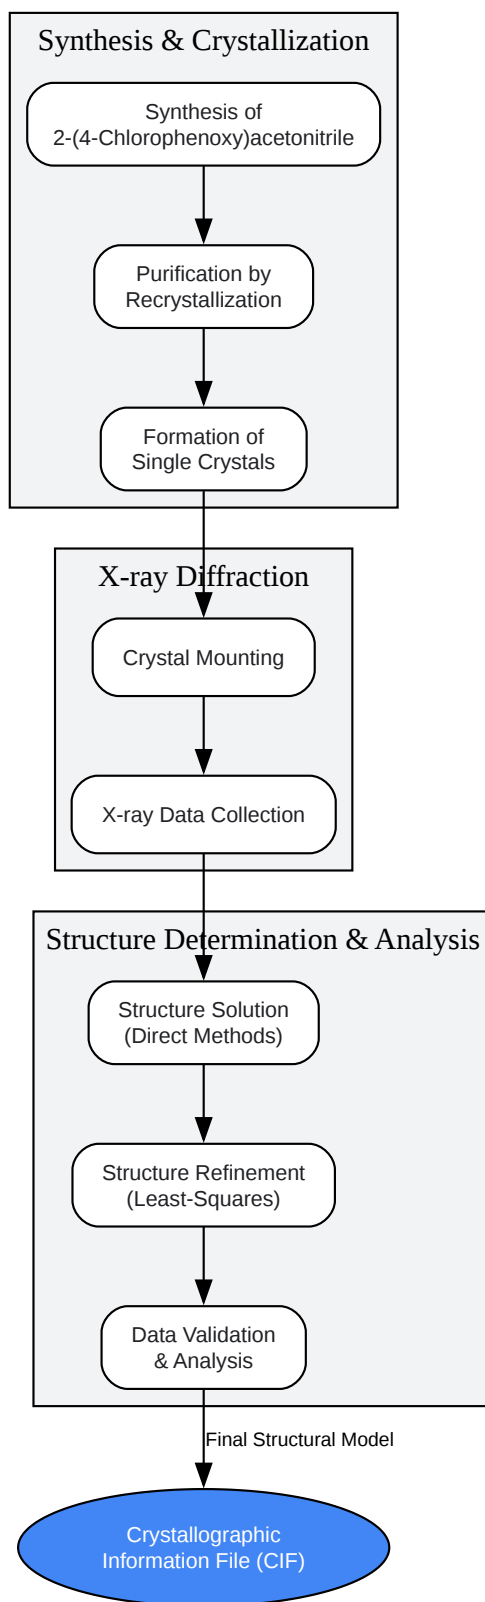 Synthesis & Crystallization
Synthesis of
2-(4-Chlorophenoxy)acetonitrile
Purification by
Recrystallization
Formation of
Single Crystals
X-ray Diffraction
Crystal Mounting
X-ray Data Collection
Structure Determination & Analysis
Structure Solution
(Direct Methods)
Structure Refinement
(Least-Squares)
Data Validation
& Analysis
Final Structural Model
Crystallographic
Information File (CIF)